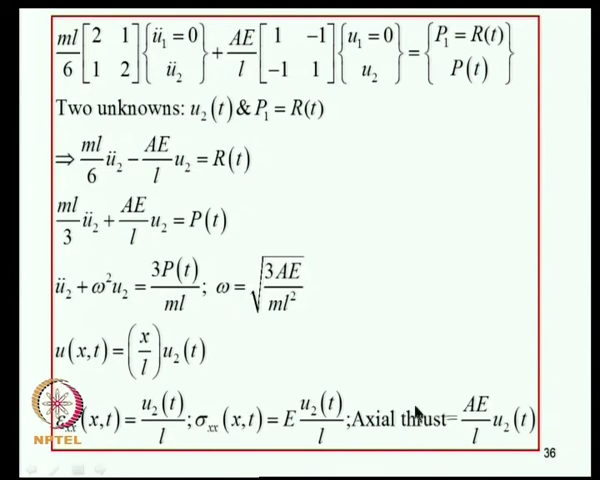 ml/6 [2 1; 1 2] {ü₁ = 0; ü₂} + AE/l [1 −1; −1 1] {u₁ = 0; u₂} = {P₁ = R(t); P(t)}
Two unknowns: u₂(t) & P₁ = R(t)
⇒ ml/6 ü₂ − AE/l u₂ = R(t)
ml/3 ü₂ + AE/l u₂ = P(t)
ü₂ + ω²u₂ = 3P(t)/ml; ω = √(3AE/ml²)
u(x,t) = (x/l) u₂(t)
εₓₓ(x,t) = u₂(t)/l; σₓₓ(x,t) = E u₂(t)/l; Axial thrust= AE/l u₂(t)
NPTEL
36